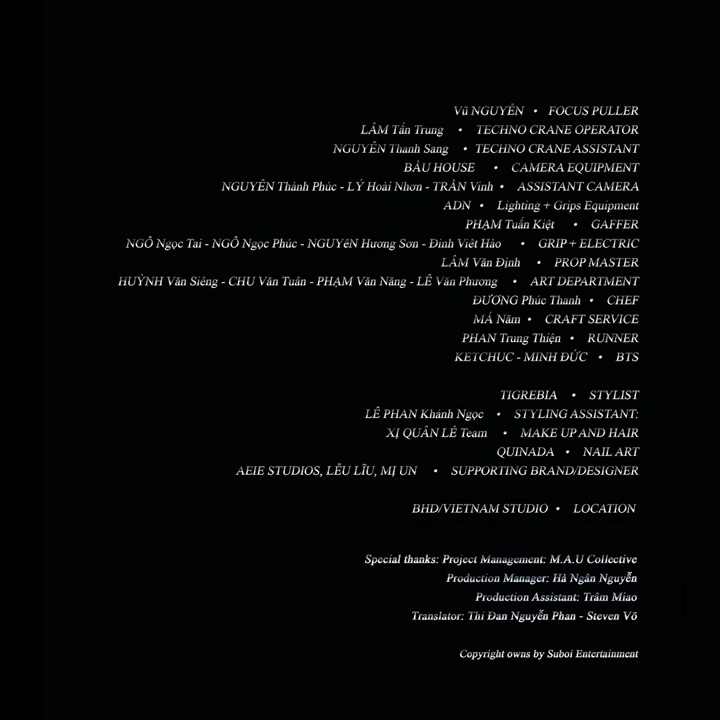 Vũ NGUYỄN • FOCUS PULLER
LÂM Tấn Trung • TECHNO CRANE OPERATOR
NGUYỄN Thanh Sang • TECHNO CRANE ASSISTANT
BẦU HOUSE • CAMERA EQUIPMENT
NGUYÊN Thành Phúc - LÝ Hoài Nhơn - TRẦN Vinh • ASSISTANT CAMERA
ADN • Lighting + Grips Equipment
PHẠM Tuấn Kiệt • GAFFER
NGÔ Ngọc Tai - NGÔ Ngọc Phúc - NGUYêN Hương Sơn - Đinh Viêt Hào • GRIP + ELECTRIC
LÂM Văn Định • PROP MASTER
HUỲNH Văn Siêng - CHU Văn Tuân - PHẠM Văn Năng - LÊ Văn Phương • ART DEPARTMENT
ĐƯƠNG Phúc Thanh • CHEF
MÁ Năm • CRAFT SERVICE
PHAN Trung Thiện • RUNNER
KETCHUC - MINH ĐỨC • BTS
TIGREBIA • STYLIST
LÊ PHAN Khánh Ngọc • STYLING ASSISTANT:
XỊ QUÂN LÊ Team • MAKE UP AND HAIR
QUINADA • NAIL ART
AEIE STUDIOS, LỄU LĨU, MỊ UN • SUPPORTING BRAND/DESIGNER
BHD/VIETNAM STUDIO • LOCATION
Special thanks: Project Management: M.A.U Collective
Production Manager: Hà Ngân Nguyễn
Production Assistant: Trâm Miao
Translator: Thi Đan Nguyễn Phan - Steven Võ
Copyright owns by Suboi Entertainment